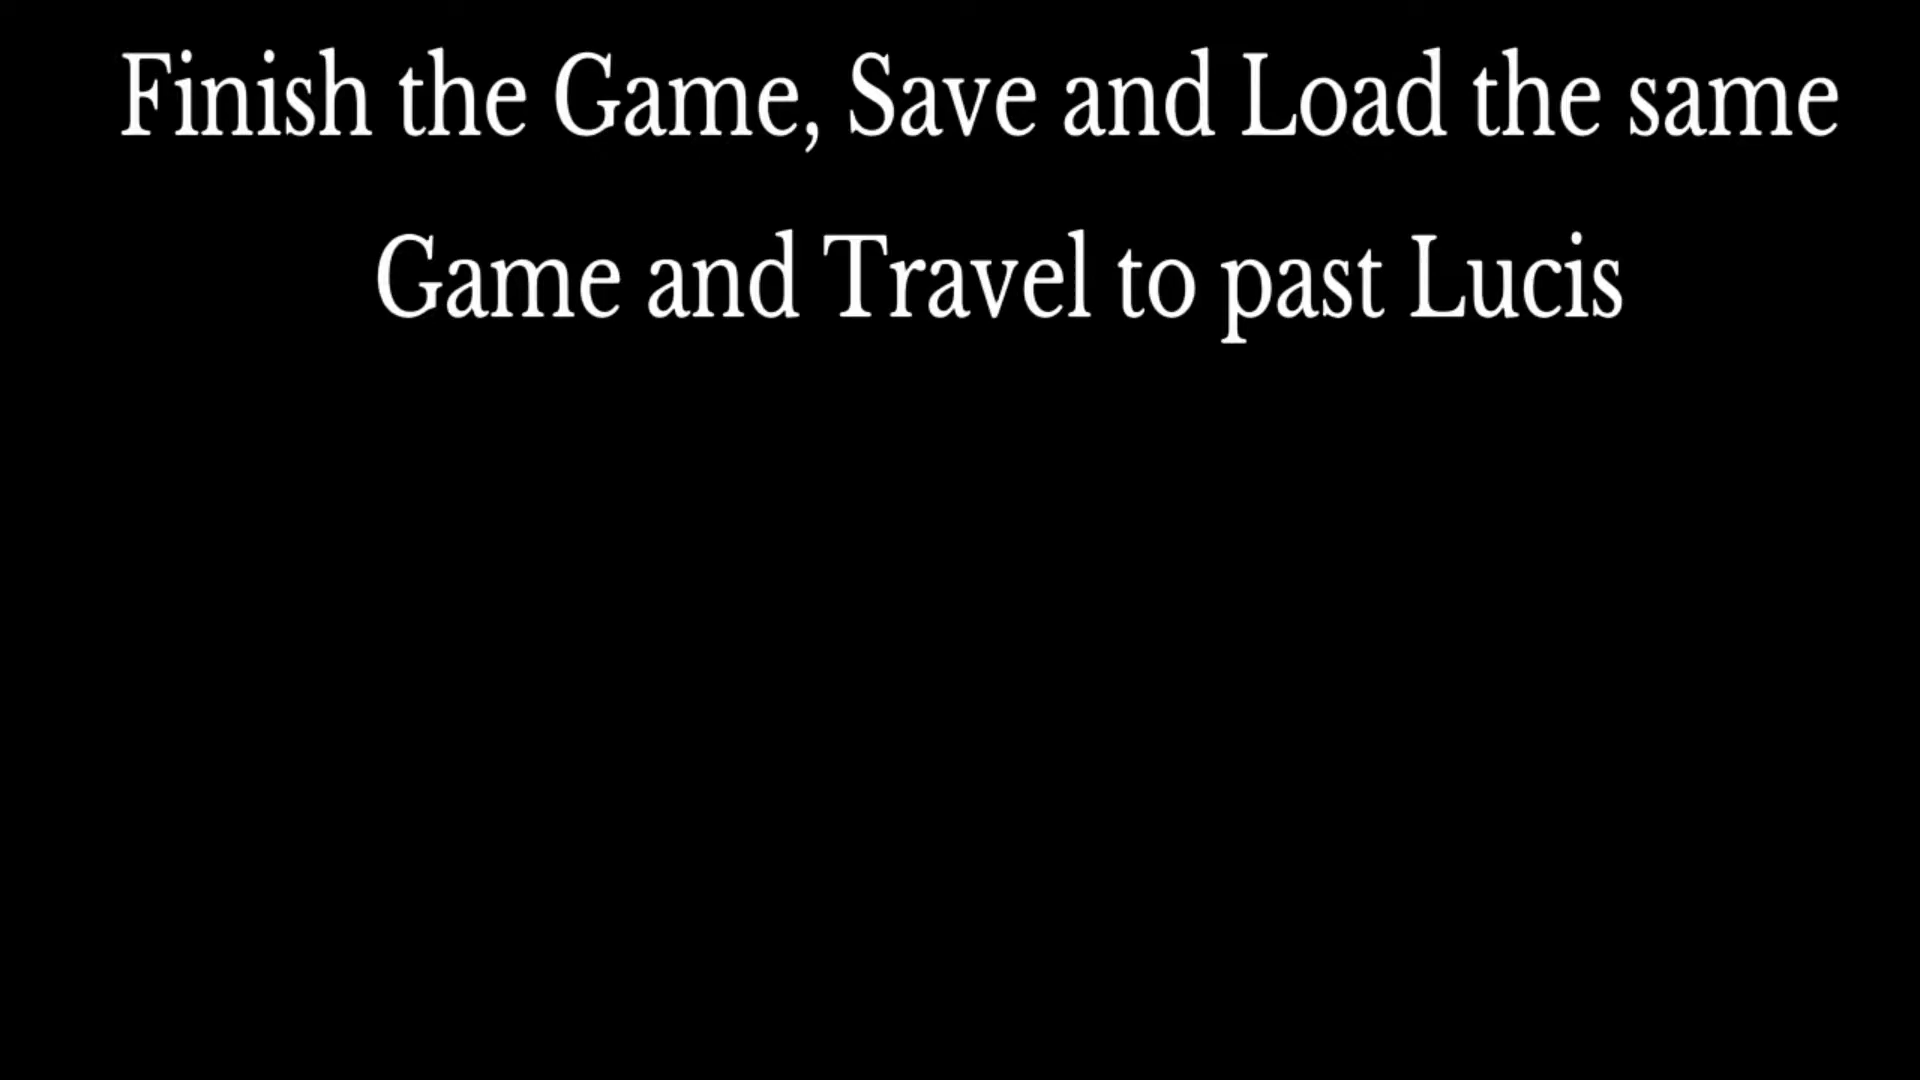 Finish the Game, Save and Load the same
Game and Travel to past Lucis